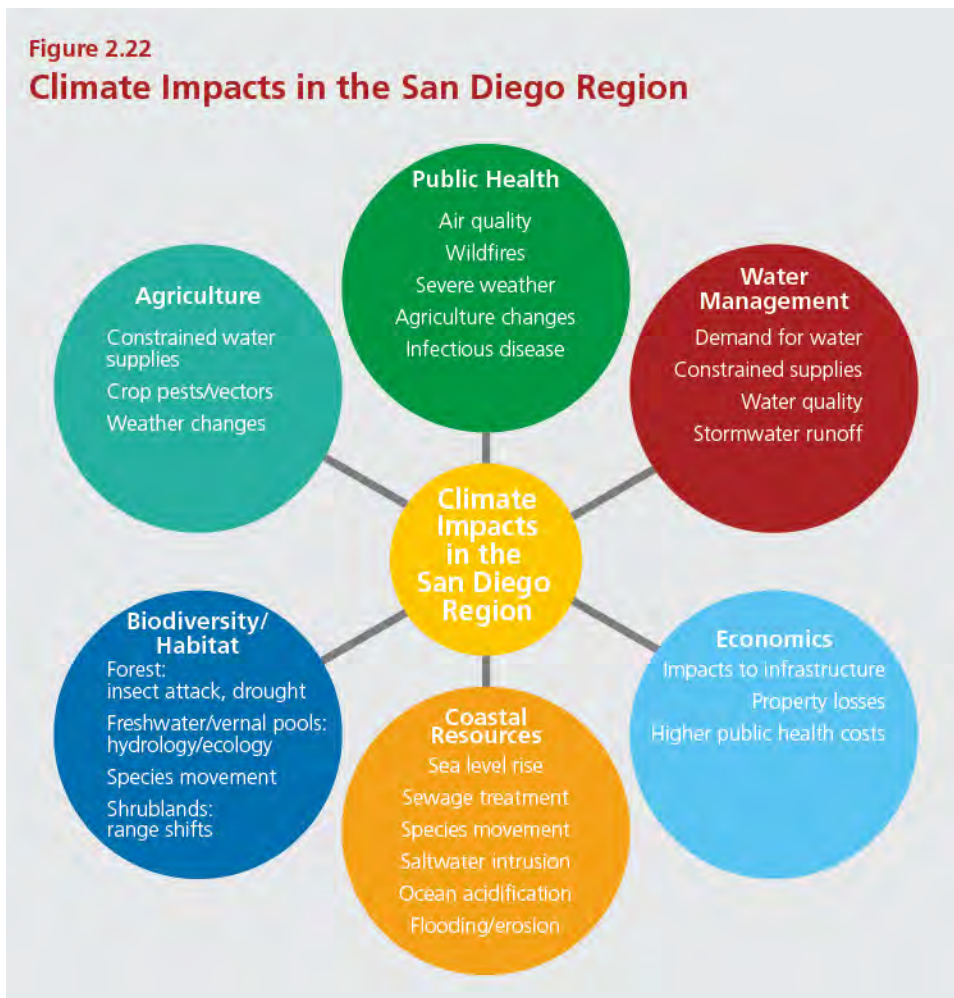 Figure 2.22
Climate Impacts in the San Diego Region
Public Health
Air quality
Wildfires
Severe weather
Agriculture changes
Infectious disease
Agriculture
Constrained water
supplies
Crop pests/vectors
Weather changes
Water
Management
Demand for water
Constrained supplies
Water quality
Stormwater runoff
Climate
Impacts
in the
San Diego
Region
Biodiversity/
Habitat
Forest:
insect attack, drought
Freshwater/vernal pools:
hydrology/ecology
Species movement
Shrublands:
range shifts
Coastal
Resources
Sea level rise
Sewage treatment
Species movement
Saltwater intrusion
Ocean acidification
Flooding/erosion
Economics
Impacts to infrastructure
Property losses
Higher public health costs